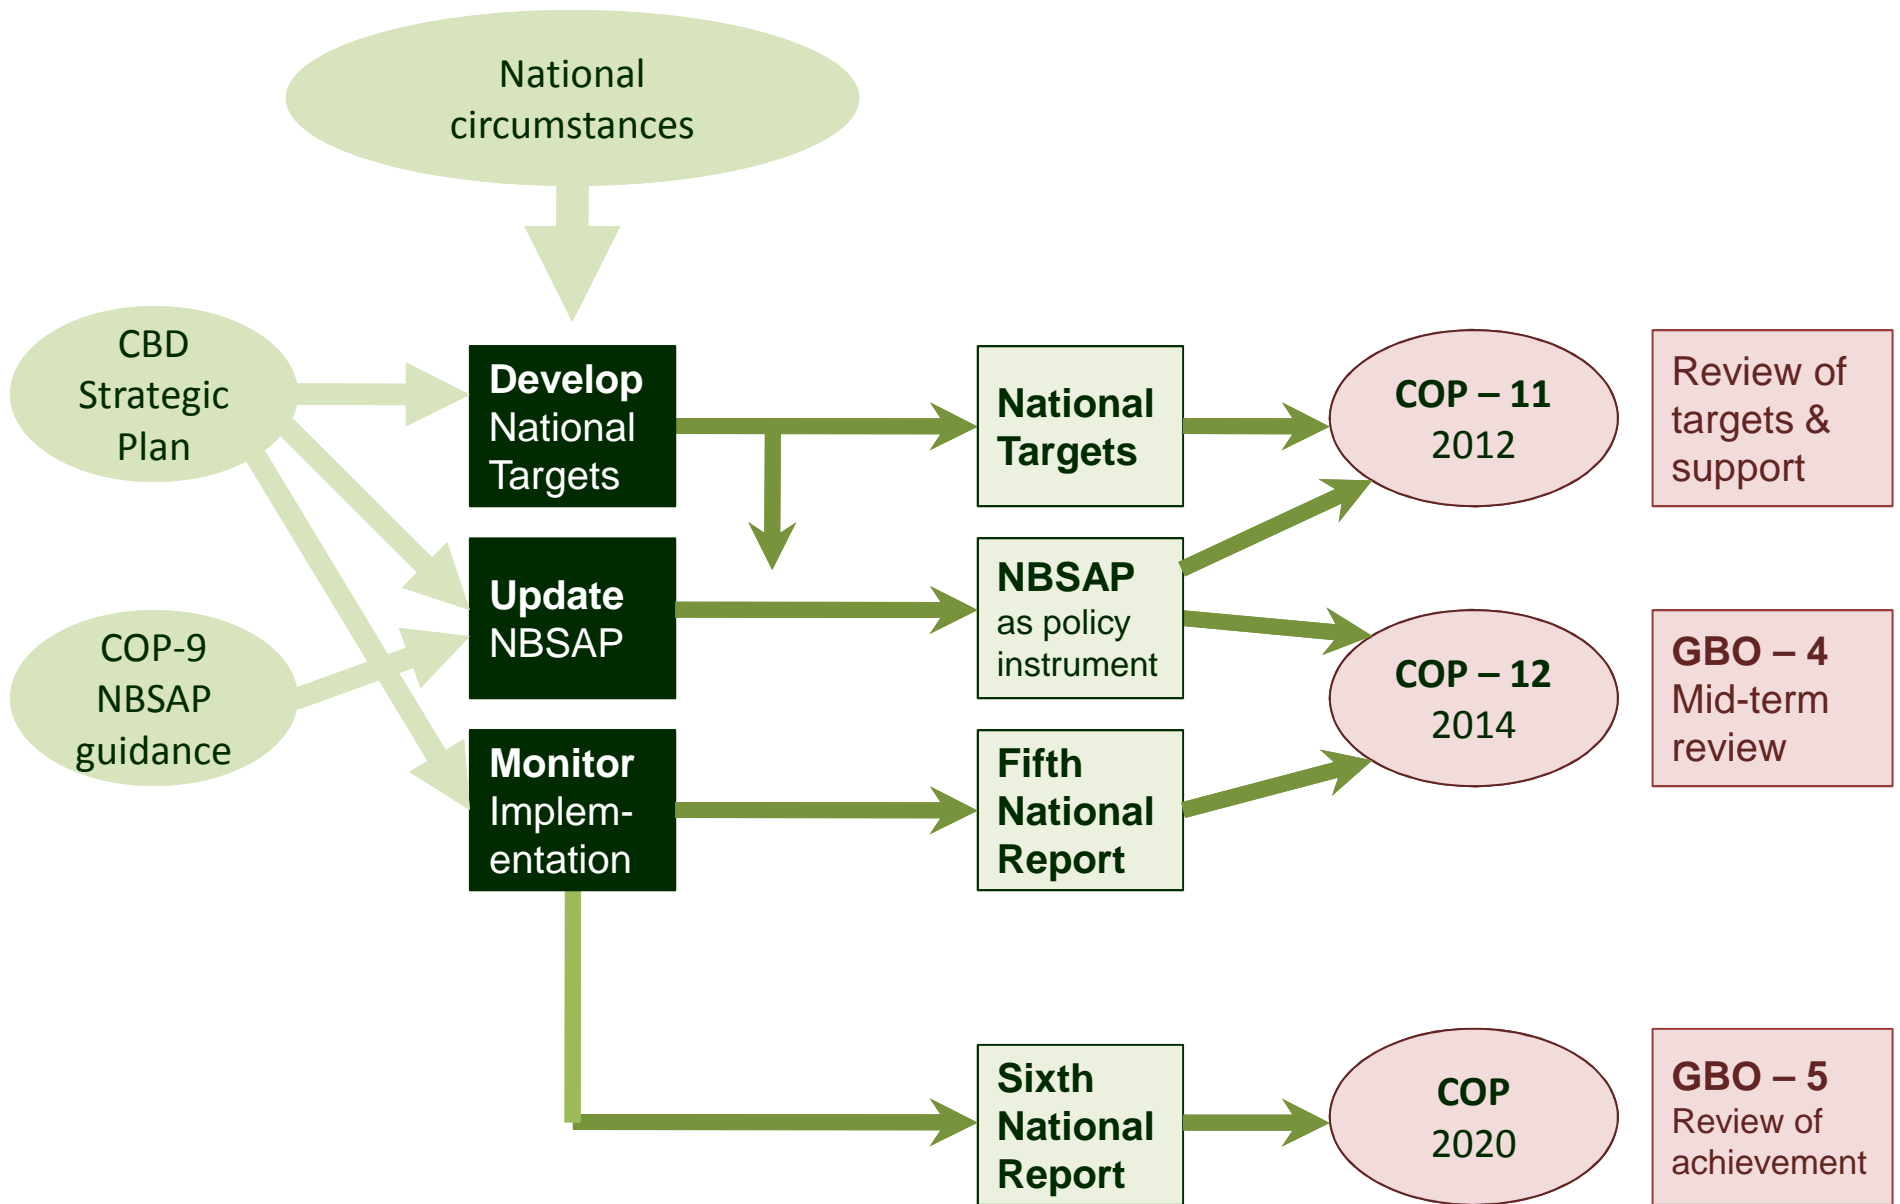 National
circumstances
CBD
Strategic
Plan
COP-9
NBSAP
guidance
Develop
National
Targets
Update
NBSAP
Monitor
Implem-
entation
National
Targets
NBSAP
as policy
instrument
Fifth
National
Report
Sixth
National
Report
COP – 11
2012
COP – 12
2014
COP
2020
Review of
targets &
support
GBO – 4
Mid-term
review
GBO – 5
Review of
achievement